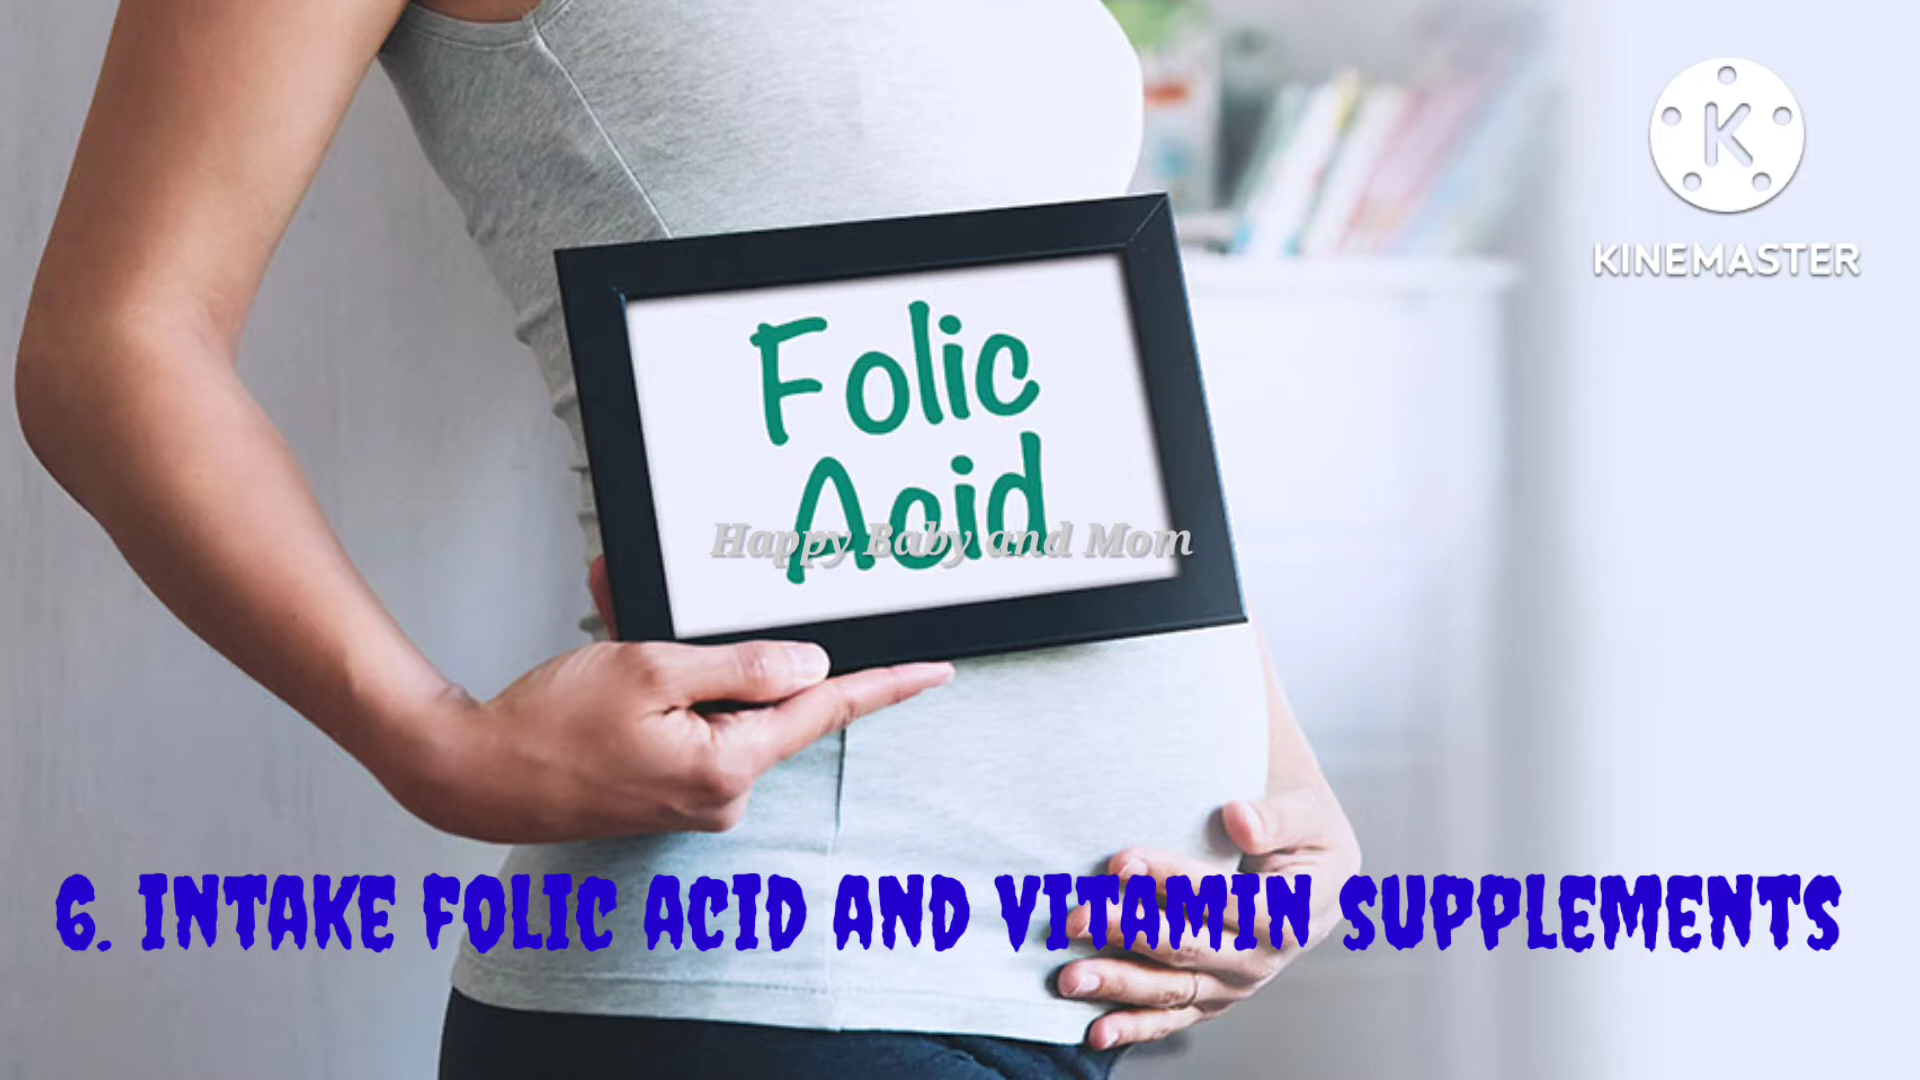 K
KINEMASTER
Folic
Acid
Happy Baby and Mom
6. INTAKE FOLIC ACID AND VITAMIN SUPPLEMENTS